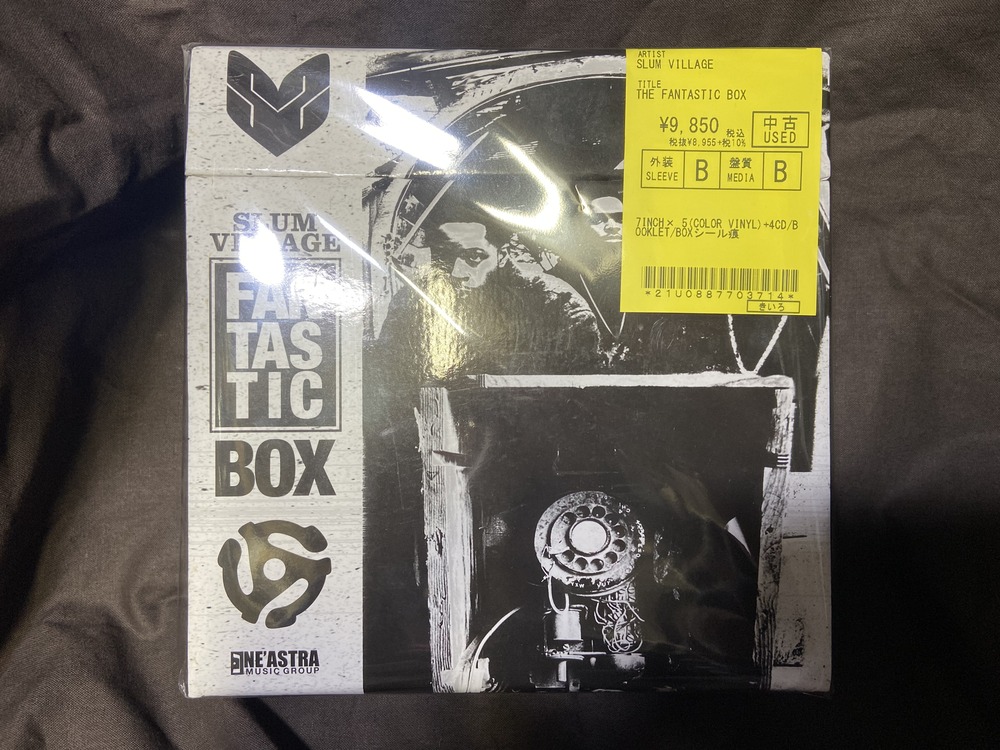 SLUM
VILLAGE
FAN
TAS
TIC
BOX
NE'ASTRA
MUSIC GROUP
ARTIST
SLUM VILLAGE
TITLE
THE FANTASTIC BOX
¥9,850 税込
税抜¥8,955+税10%
中古
USED
外装
SLEEVE
B
盤質
MEDIA
B
7INCH× 5(COLOR VINYL)+4CD/B
OOKLET/BOXシール痕
*21U0887703714*
きいろ